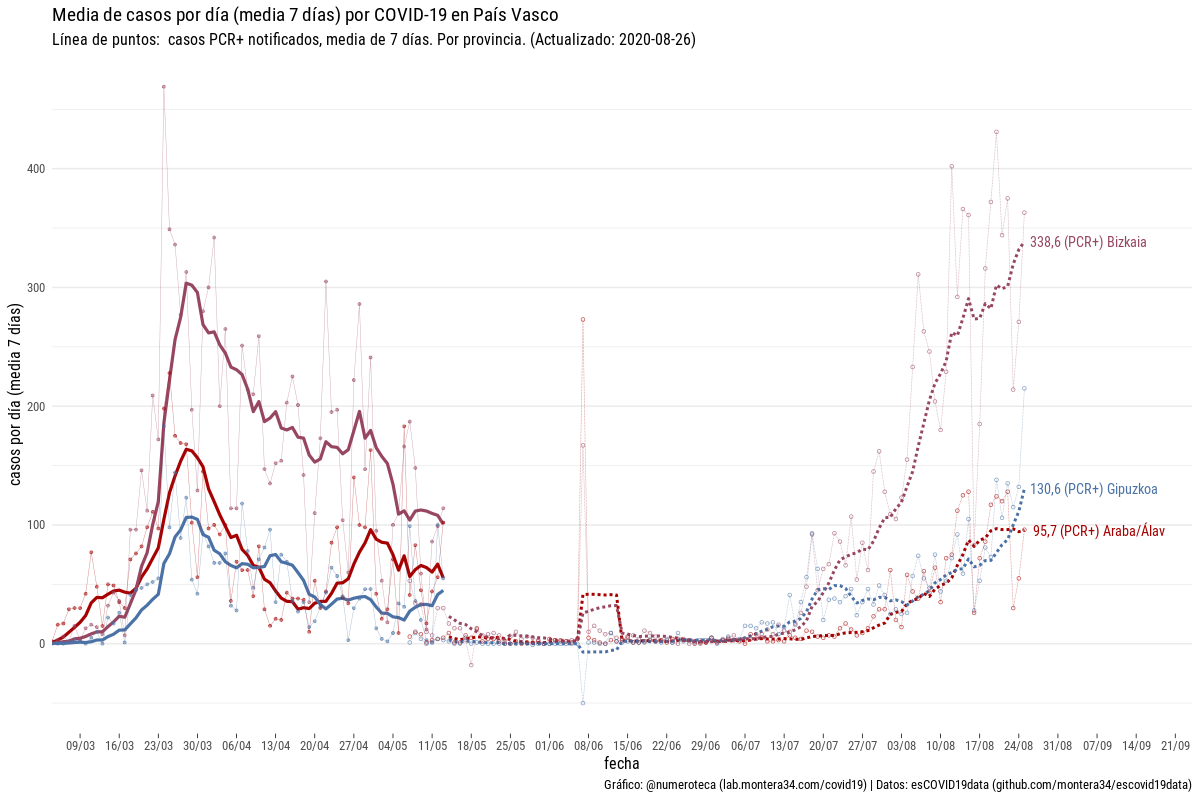 Media de casos por día (media 7 días) por COVID-19 en País Vasco
Línea de puntos:  casos PCR+ notificados, media de 7 días. Por provincia. (Actualizado: 2020-08-26)
casos por día (media 7 días)
400
300
200
100
0
338,6 (PCR+) Bizkaia
130,6 (PCR+) Gipuzkoa
95,7 (PCR+) Araba/Álav
09/03 16/03 23/03 30/03 06/04 13/04 20/04 27/04 04/05 11/05 18/05 25/05 01/06 08/06 15/06 22/06 29/06 06/07 13/07 20/07 27/07 03/08 10/08 17/08 24/08 31/08 07/09 14/09 21/09
fecha
Gráfico: @numeroteca (lab.montera34.com/covid19) | Datos: esCOVID19data (github.com/montera34/escovid19data)